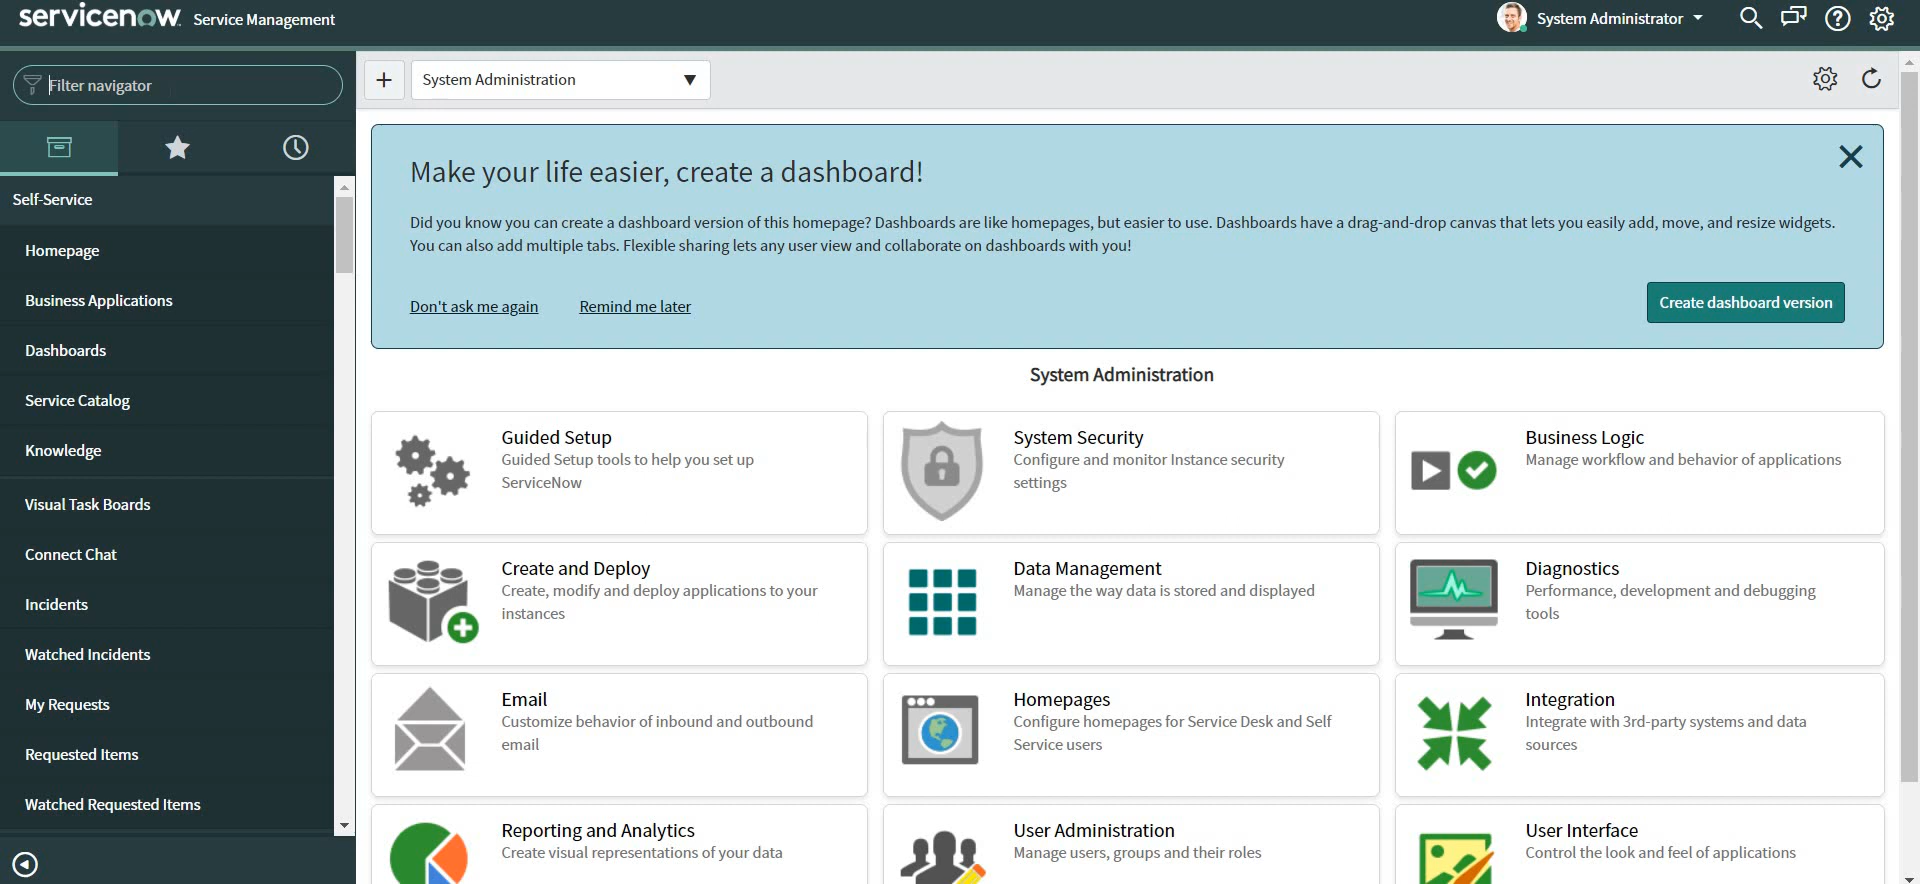 servicenow Service Management
System Administrator
Filter navigator
System Administration
Self-Service
Homepage
Business Applications
Dashboards
Service Catalog
Knowledge
Visual Task Boards
Connect Chat
Incidents
Watched Incidents
My Requests
Requested Items
Watched Requested Items
Make your life easier, create a dashboard!
Did you know you can create a dashboard version of this homepage? Dashboards are like homepages, but easier to use. Dashboards have a drag-and-drop canvas that lets you easily add, move, and resize widgets.
You can also add multiple tabs. Flexible sharing lets any user view and collaborate on dashboards with you!
Don't ask me again
Remind me later
Create dashboard version
System Administration
Guided Setup
Guided Setup tools to help you set up
ServiceNow
System Security
Configure and monitor Instance security
settings
Business Logic
Manage workflow and behavior of applications
Create and Deploy
Create, modify and deploy applications to your
instances
Data Management
Manage the way data is stored and displayed
Diagnostics
Performance, development and debugging
tools
Email
Customize behavior of inbound and outbound
email
Homepages
Configure homepages for Service Desk and Self
Service users
Integration
Integrate with 3rd-party systems and data
sources
Reporting and Analytics
Create visual representations of your data
User Administration
Manage users, groups and their roles
User Interface
Control the look and feel of applications